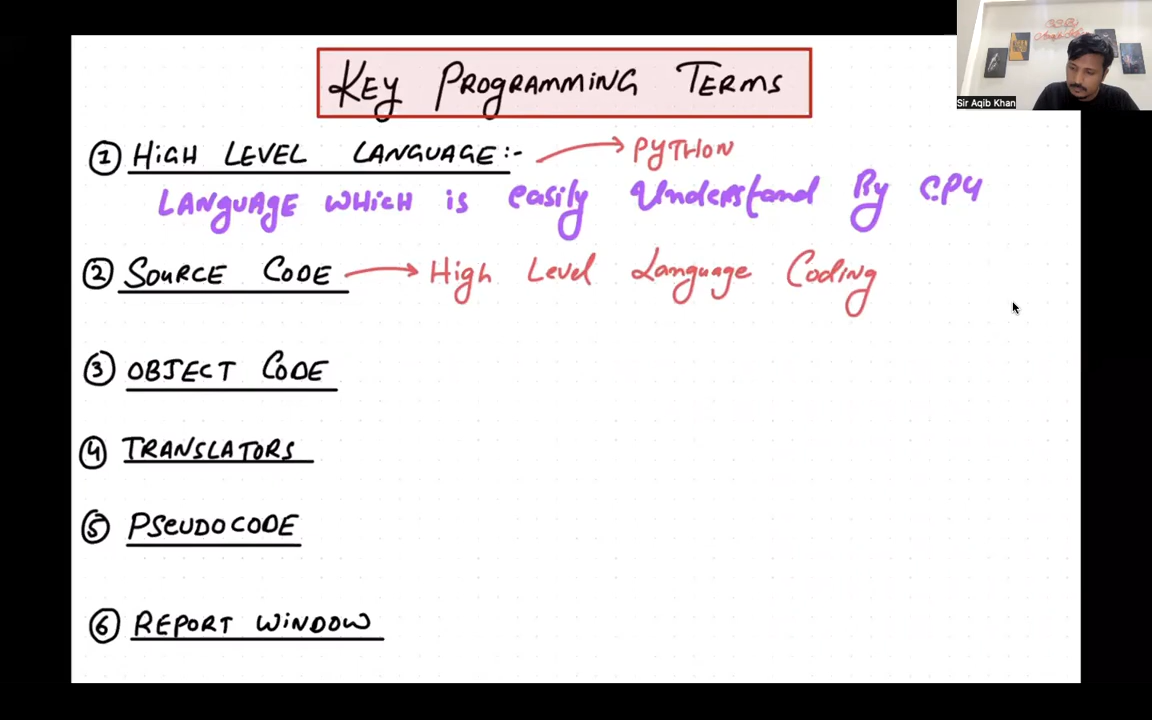 KEY PROGRAMMING TERMS
Sir Aqib Khan
① HIGH LEVEL LANGUAGE:- → PYTHON
LANGUAGE WHICH is easily Understand By CPU
② SOURCE CODE → High Level Language Coding
③ OBJECT CODE
④ TRANSLATORS
⑤ PSEUDOCODE
⑥ REPORT WINDOW